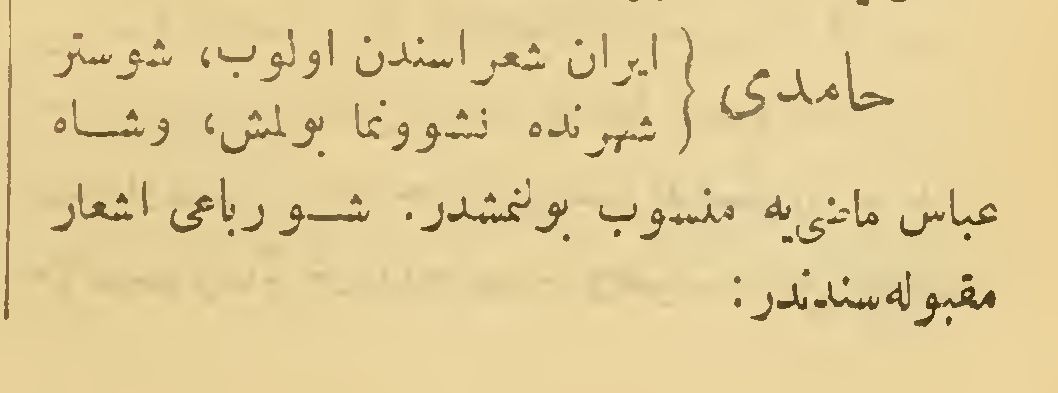 حامدی { ایران شعراسندن اولوب، شوستر
شهرنده نشوونما بولمش، وشاه
عباس ماضی‌یه منسوب بولنمشدر. شو رباعی اشعار
مقبوله‌سندندر: